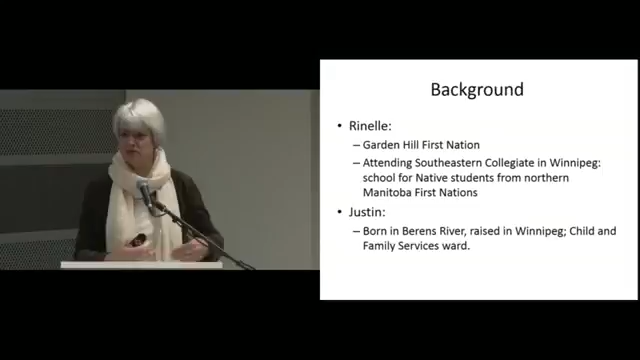 Background
• Rinelle:
– Garden Hill First Nation
– Attending Southeastern Collegiate in Winnipeg:
school for Native students from northern
Manitoba First Nations
• Justin:
– Born in Berens River, raised in Winnipeg; Child and
Family Services ward.